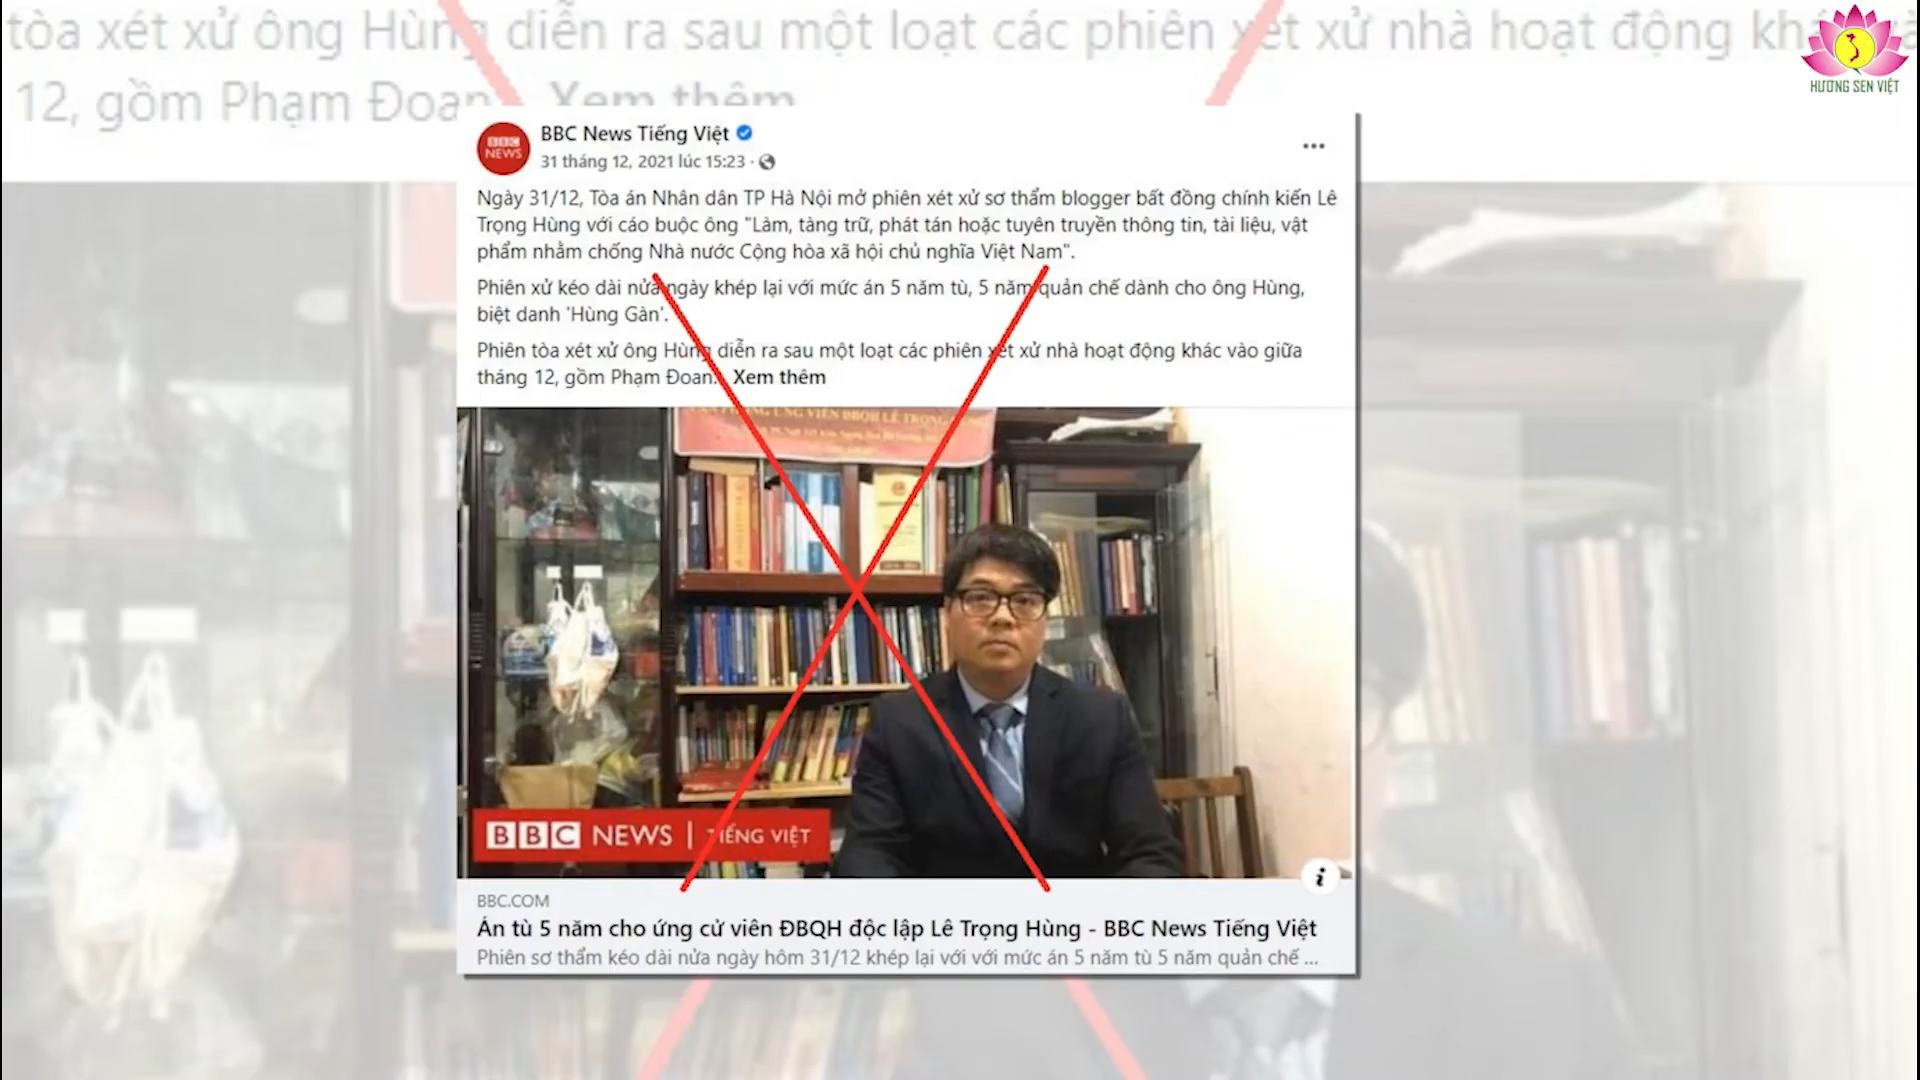 tòa xét xử ông Hùng diễn ra sau một loạt các phiên xét xử nhà hoạt động
12, gồm Phạm Đoan Xem thêm
HƯƠNG SEN VIỆT
BBC NEWS
BBC News Tiếng Việt
31 tháng 12, 2021 lúc 15:23 ·
Ngày 31/12, Tòa án Nhân dân TP Hà Nội mở phiên xét xử sơ thẩm blogger bất đồng chính kiến Lê
Trọng Hùng với cáo buộc ông "Làm, tàng trữ, phát tán hoặc tuyên truyền thông tin, tài liệu, vật
phẩm nhằm chống Nhà nước Cộng hòa xã hội chủ nghĩa Việt Nam".
Phiên xử kéo dài nửa ngày khép lại với mức án 5 năm tù, 5 năm quản chế dành cho ông Hùng,
biệt danh 'Hùng Gàn'.
Phiên tòa xét xử ông Hùng diễn ra sau một loạt các phiên xét xử nhà hoạt động khác vào giữa
tháng 12, gồm Phạm Đoan... Xem thêm
ỨNG VIÊN ĐBQH LÊ TRỌNG
BBC NEWS | TIẾNG VIỆT
BBC.COM
Án tù 5 năm cho ứng cử viên ĐBQH độc lập Lê Trọng Hùng - BBC News Tiếng Việt
Phiên sơ thẩm kéo dài nửa ngày hôm 31/12 khép lại với với mức án 5 năm tù 5 năm quản chế ...